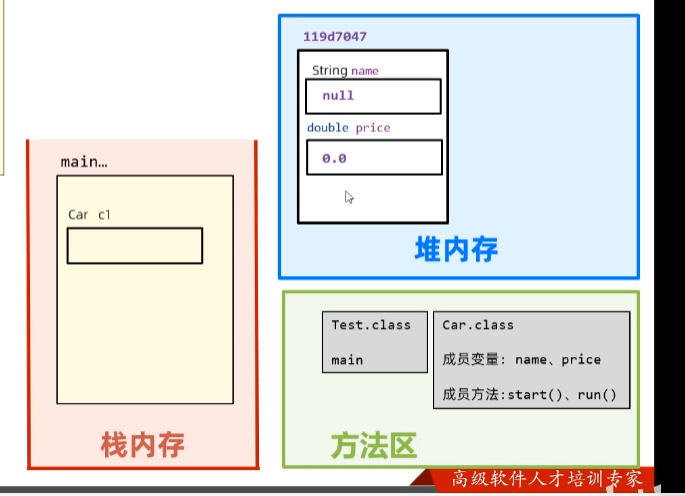 119d7047
String name
null
double price
0.0
堆内存
main…
Car c1
栈内存
Test.class
main
Car.class
成员变量: name、price
成员方法:start()、run()
方法区
高级软件人才培训专家